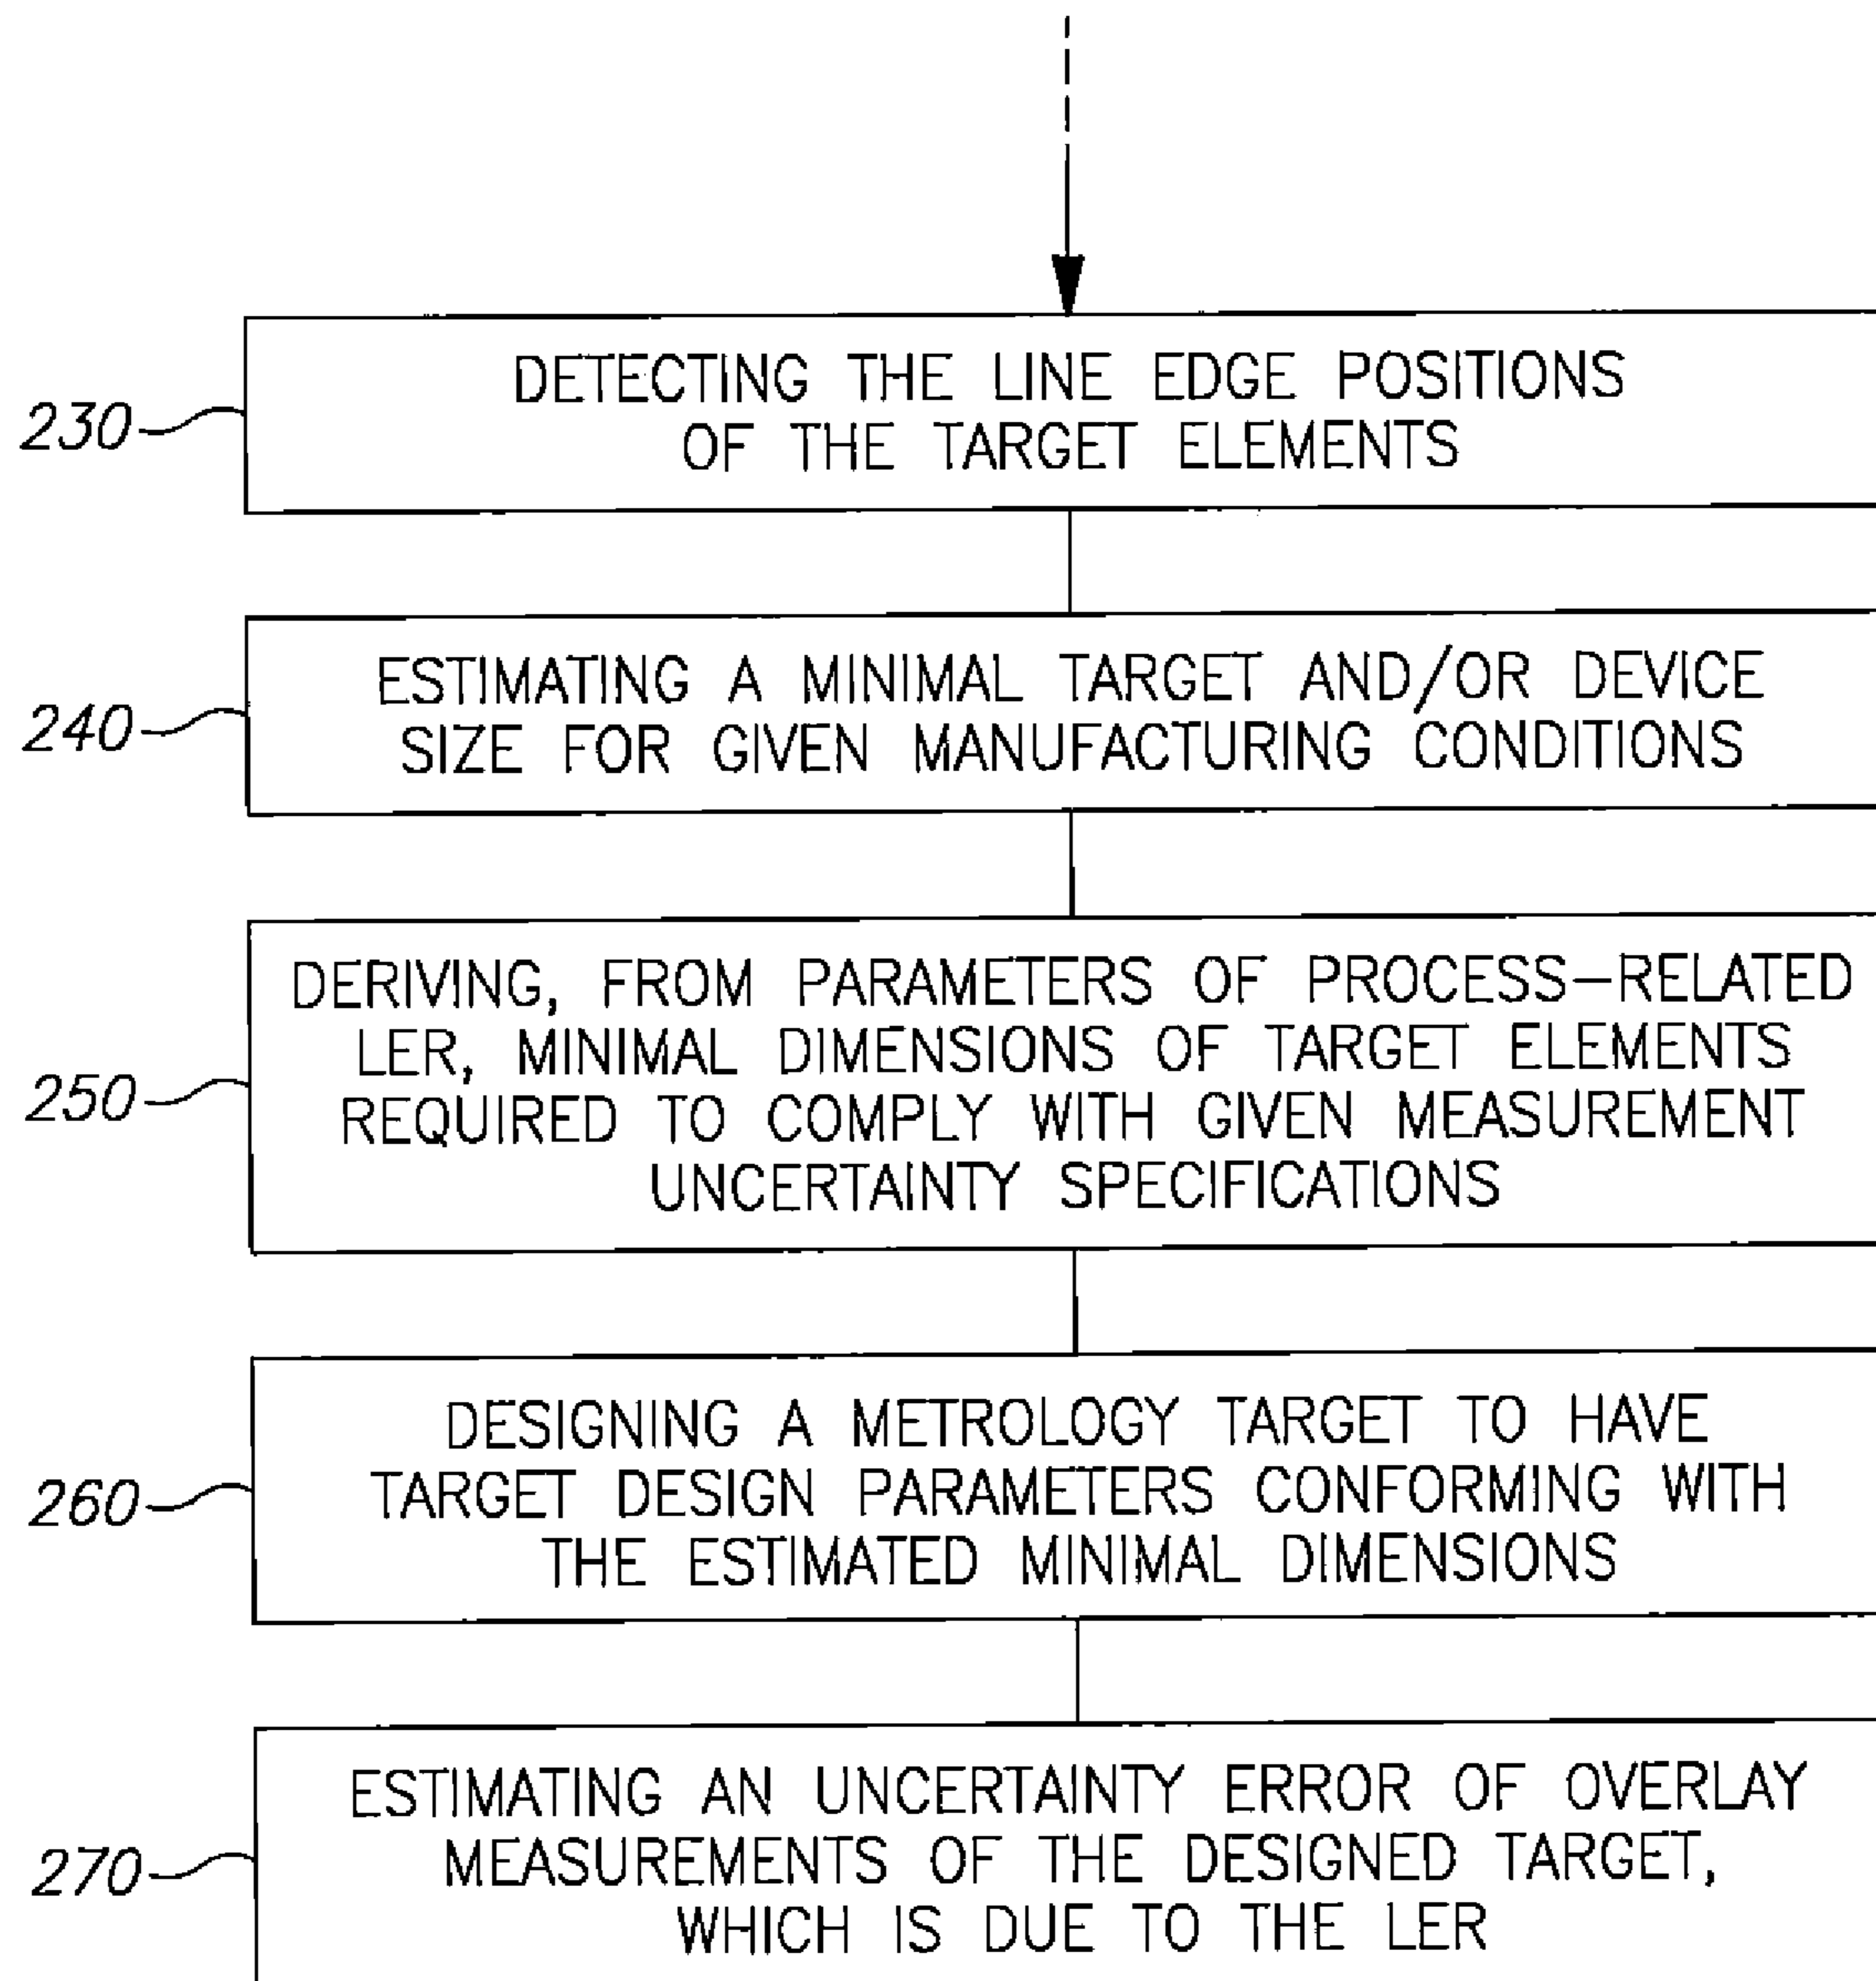 230
DETECTING THE LINE EDGE POSITIONS
OF THE TARGET ELEMENTS
240
ESTIMATING A MINIMAL TARGET AND/OR DEVICE
SIZE FOR GIVEN MANUFACTURING CONDITIONS
250
DERIVING, FROM PARAMETERS OF PROCESS-RELATED
LER, MINIMAL DIMENSIONS OF TARGET ELEMENTS
REQUIRED TO COMPLY WITH GIVEN MEASUREMENT
UNCERTAINTY SPECIFICATIONS
260
DESIGNING A METROLOGY TARGET TO HAVE
TARGET DESIGN PARAMETERS CONFORMING WITH
THE ESTIMATED MINIMAL DIMENSIONS
270
ESTIMATING AN UNCERTAINTY ERROR OF OVERLAY
MEASUREMENTS OF THE DESIGNED TARGET,
WHICH IS DUE TO THE LER